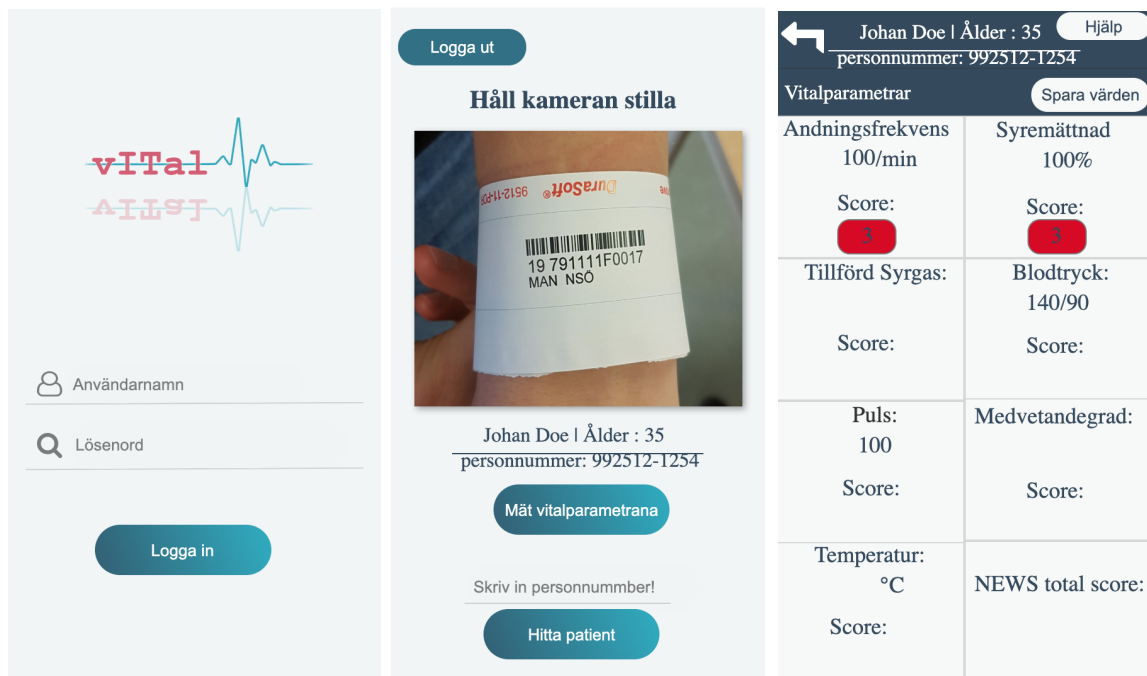 vITal
vITal
Användarnamn
Lösenord
Logga in
Logga ut
Håll kameran stilla
DuraSoft®
9512-11-PDR
19 791111F0017
MAN NSÖ
Johan Doe | Ålder : 35
personnummer: 992512-1254
Mät vitalparametrana
Skriv in personnummber!
Hitta patient
Johan Doe | Ålder : 35
Hjälp
personnummer: 992512-1254
Vitalparametrar
Spara värden
Andningsfrekvens
100/min
Score:
3
Syremättnad
100%
Score:
3
Tillförd Syrgas:
Score:
Blodtryck:
140/90
Score:
Puls:
100
Score:
Medvetandegrad:
Score:
Temperatur:
°C
Score:
NEWS total score: